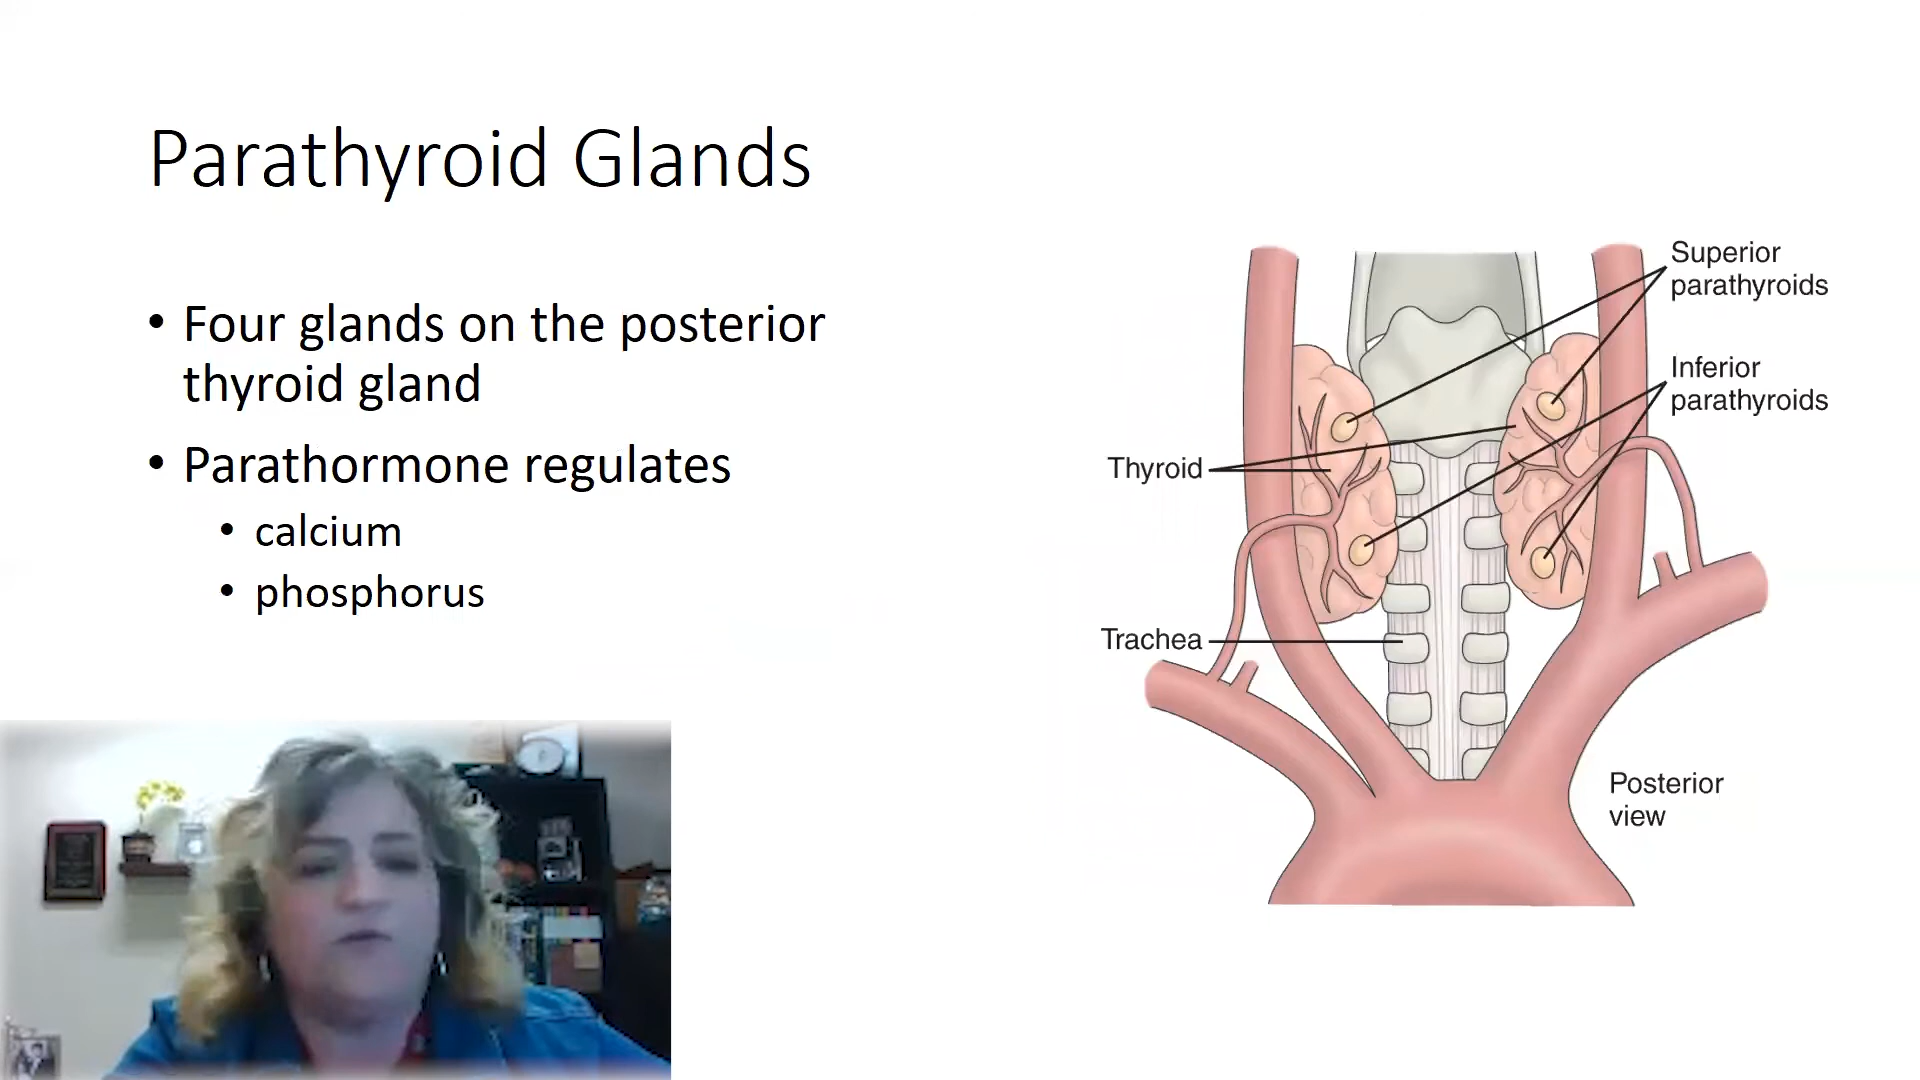 Parathyroid Glands
• Four glands on the posterior
thyroid gland
• Parathormone regulates
• calcium
• phosphorus
Superior
parathyroids
Inferior
parathyroids
Thyroid
Trachea
Posterior
view